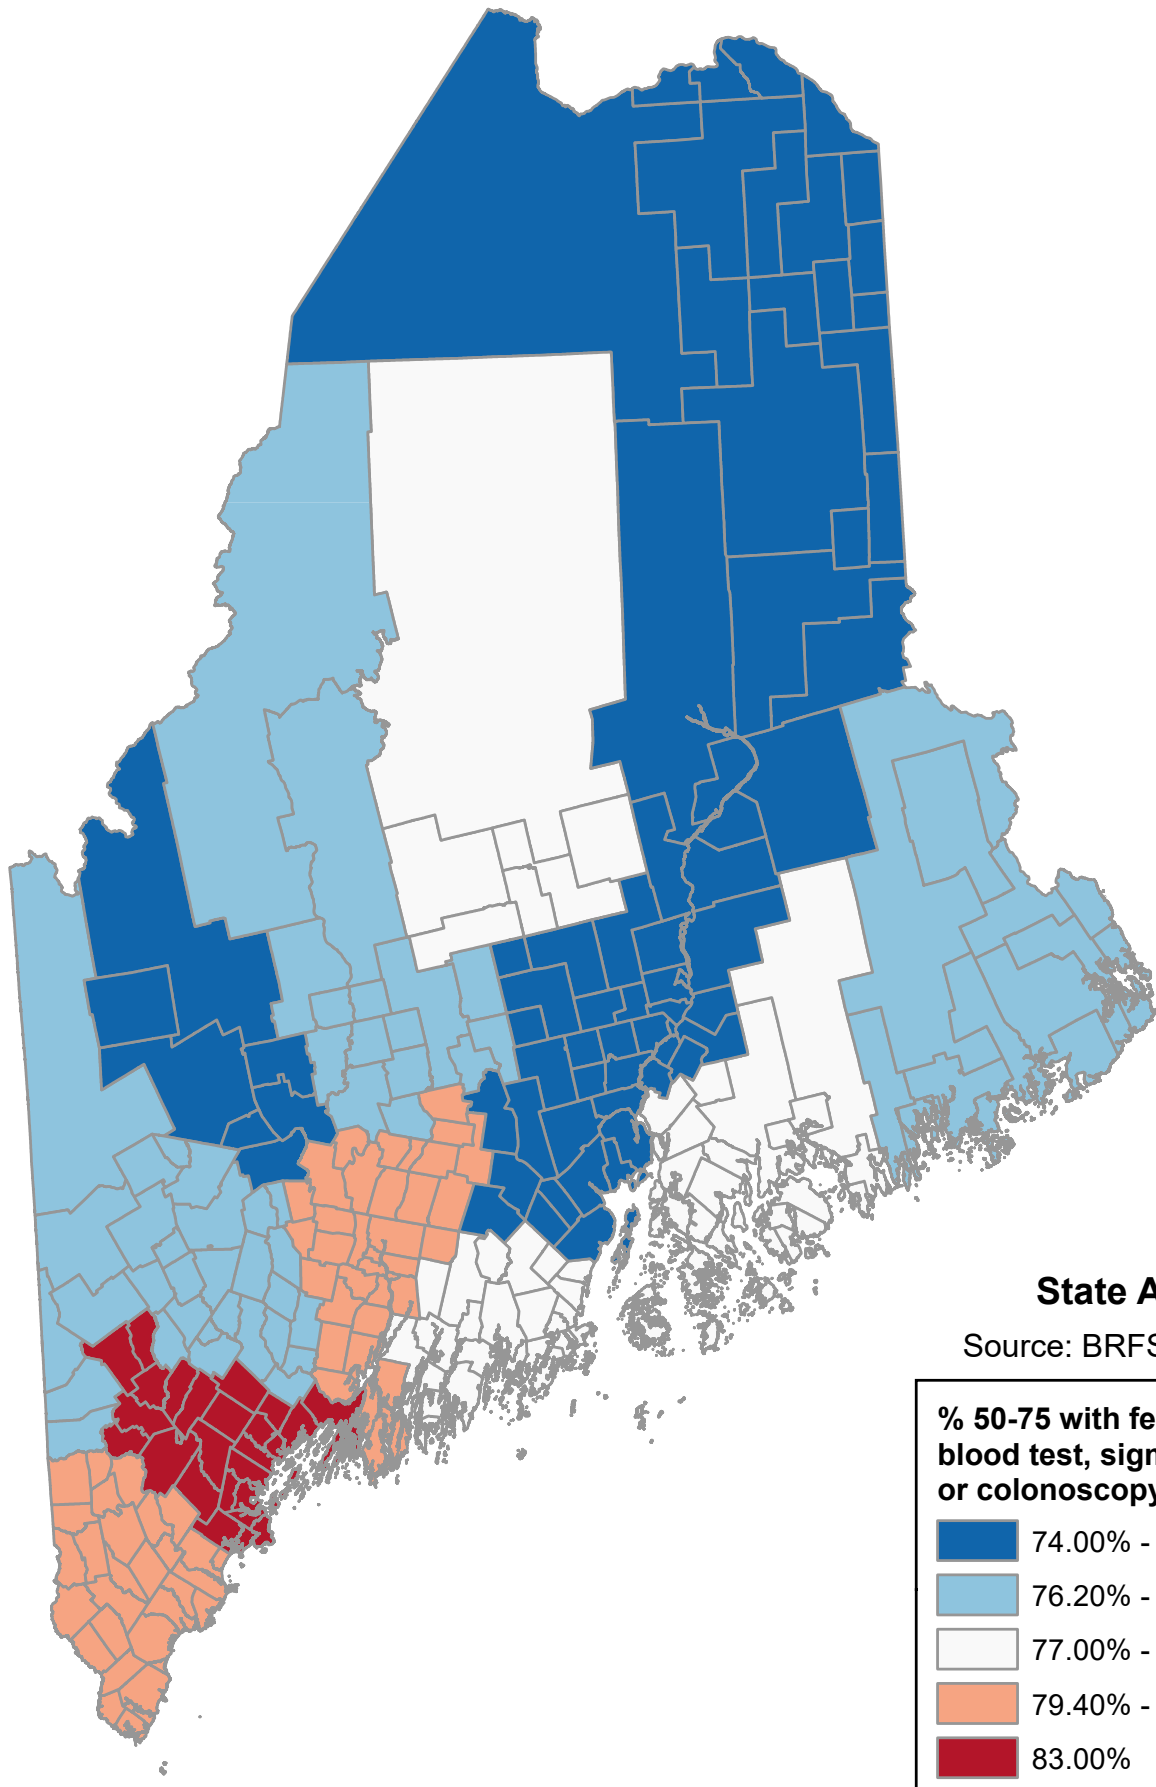 State A
Source: BRFS
% 50-75 with fe
blood test, sigm
or colonoscopy
74.00% -
76.20% -
77.00% -
79.40% -
83.00%